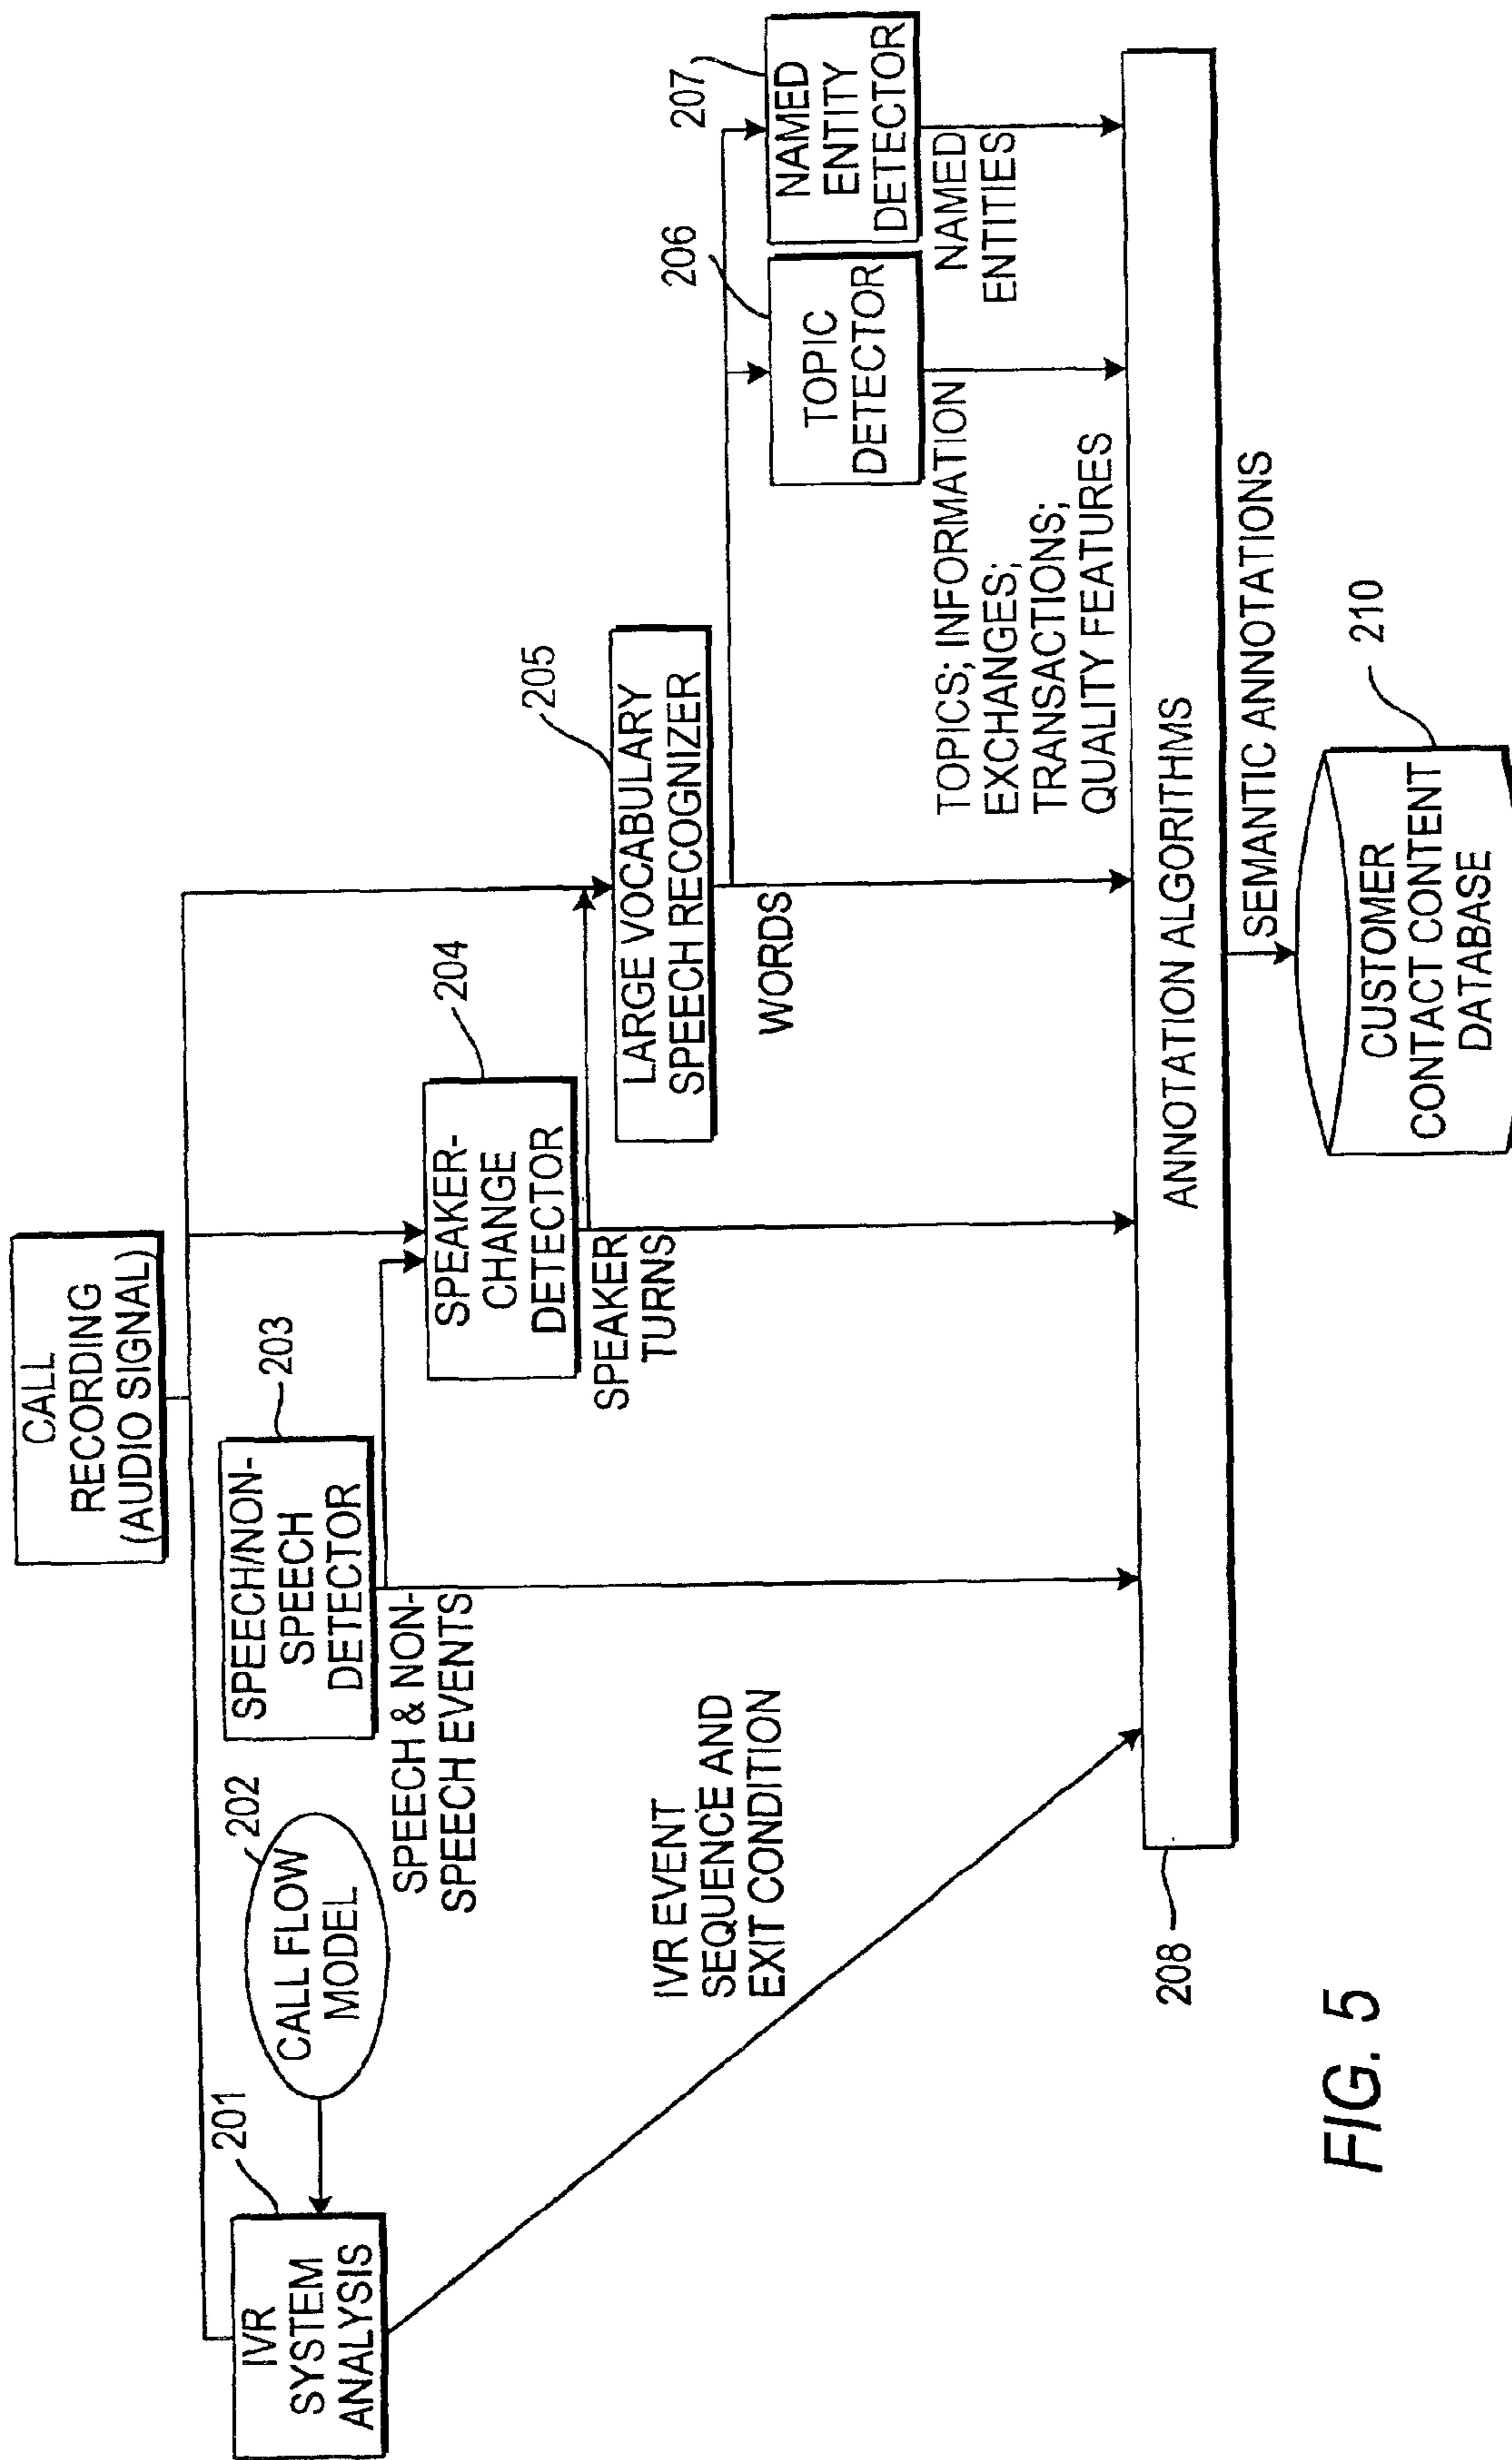 CALL
RECORDING
(AUDIO SIGNAL)
201
IVR
SYSTEM
ANALYSIS
202
CALL FLOW
MODEL
203
SPEECH/NON-
SPEECH
DETECTOR
SPEECH & NON-
SPEECH EVENTS
204
SPEAKER-
CHANGE
DETECTOR
SPEAKER
TURNS
205
LARGE VOCABULARY
SPEECH RECOGNIZER
WORDS
206
TOPIC
DETECTOR
TOPICS; INFORMATION
EXCHANGES;
TRANSACTIONS;
QUALITY FEATURES
207
NAMED
ENTITY
DETECTOR
NAMED
ENTITIES
IVR EVENT
SEQUENCE AND
EXIT CONDITION
208
ANNOTATION ALGORITHMS
SEMANTIC ANNOTATIONS
210
CUSTOMER
CONTACT CONTENT
DATABASE
FIG. 5